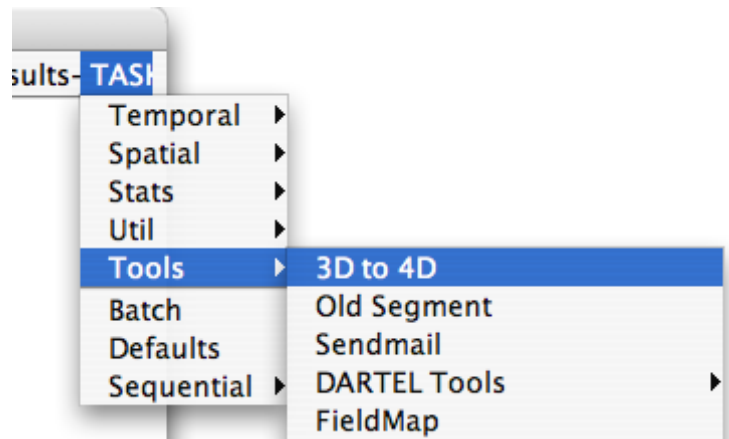 sults- TASK
Temporal
Spatial
Stats
Util
Tools
Batch
Defaults
Sequential
3D to 4D
Old Segment
Sendmail
DARTEL Tools
FieldMap